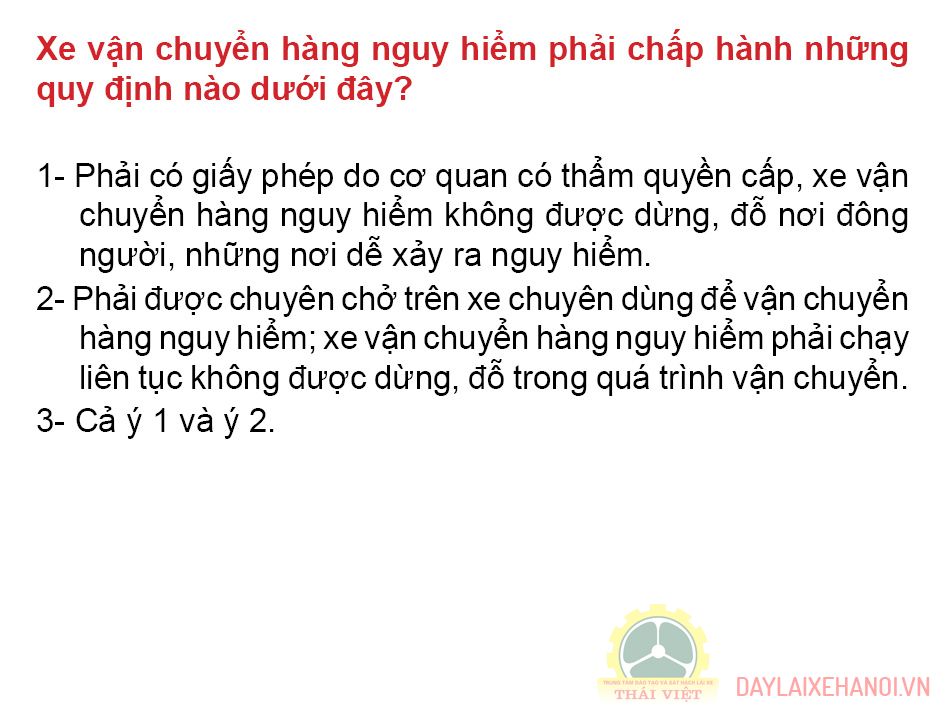 Xe vận chuyển hàng nguy hiểm phải chấp hành những
quy định nào dưới đây?
1- Phải có giấy phép do cơ quan có thẩm quyền cấp, xe vận
chuyển hàng nguy hiểm không được dừng, đỗ nơi đông
người, những nơi dễ xảy ra nguy hiểm.
2- Phải được chuyên chở trên xe chuyên dùng để vận chuyển
hàng nguy hiểm; xe vận chuyển hàng nguy hiểm phải chạy
liên tục không được dừng, đỗ trong quá trình vận chuyển.
3- Cả ý 1 và ý 2.
TRUNG TÂM ĐÀO TẠO VÀ SÁT HẠCH LÁI XE
THÁI VIỆT
DAYLAIXEHANOI.VN